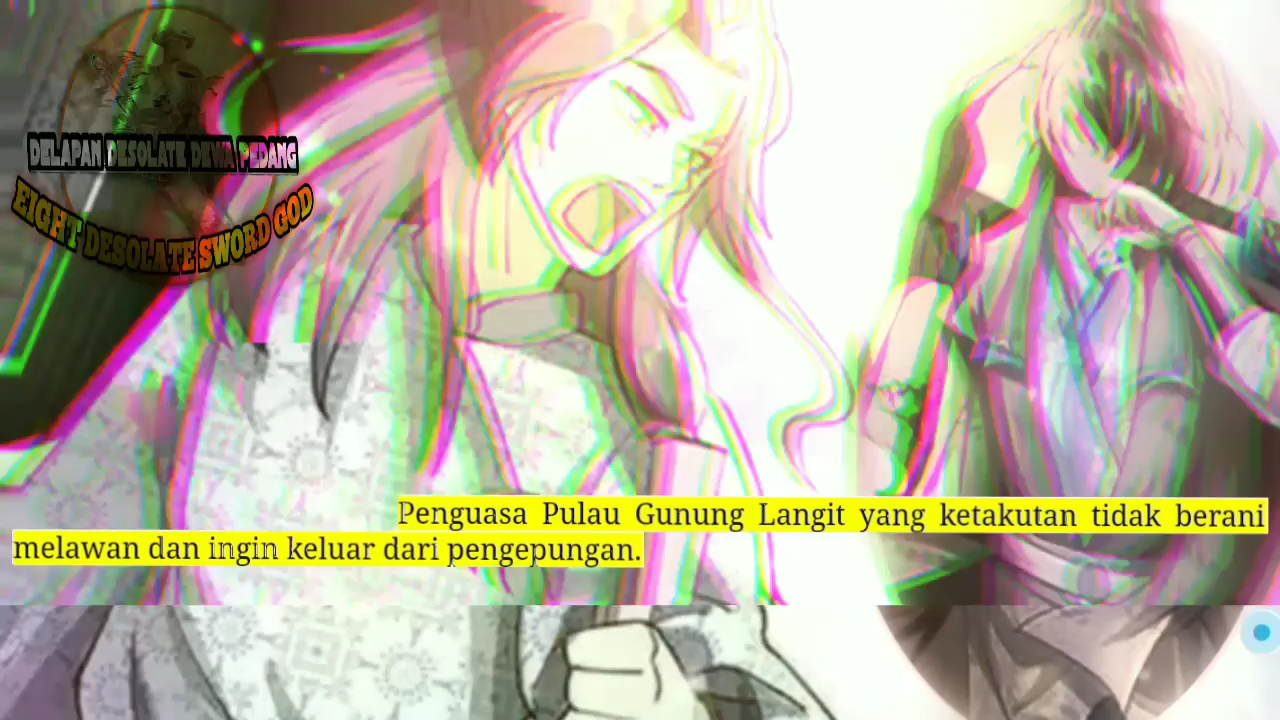 DELAPAN DESOLATE DEWA PEDANG
EIGHT DESOLATE SWORD GOD
Penguasa Pulau Gunung Langit yang ketakutan tidak berani
melawan dan ingin keluar dari pengepungan.